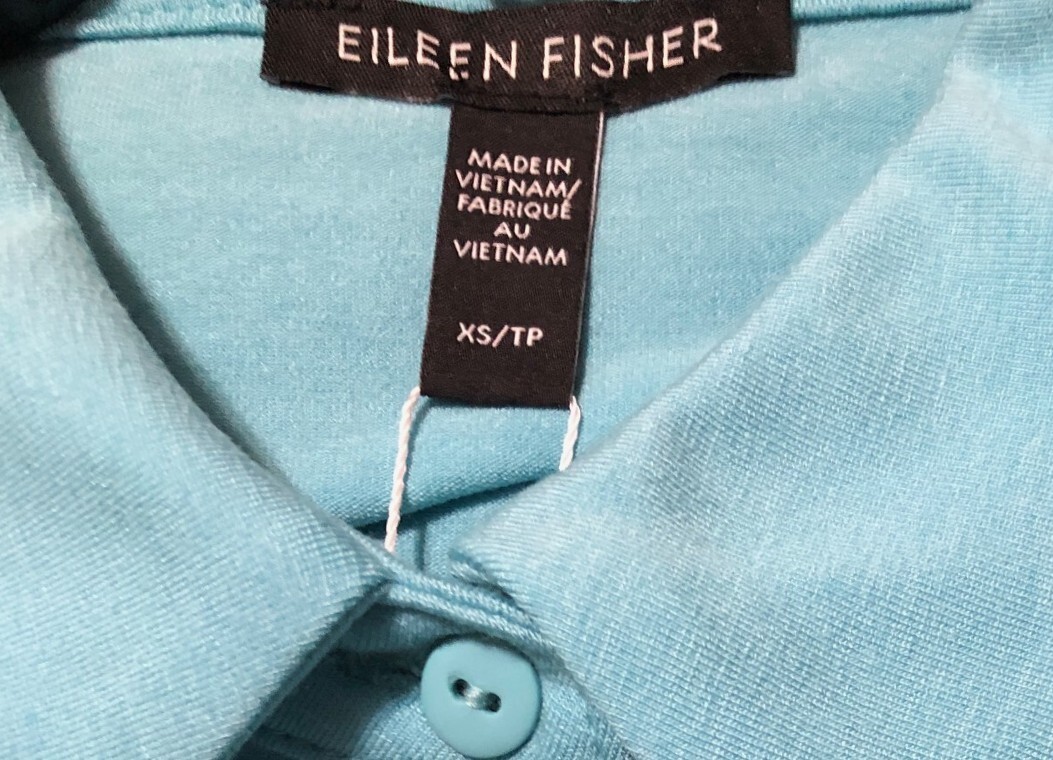 EILEEN FISHER
MADE IN
VIETNAM/
FABRIQUÉ
AU
VIETNAM
XS/TP